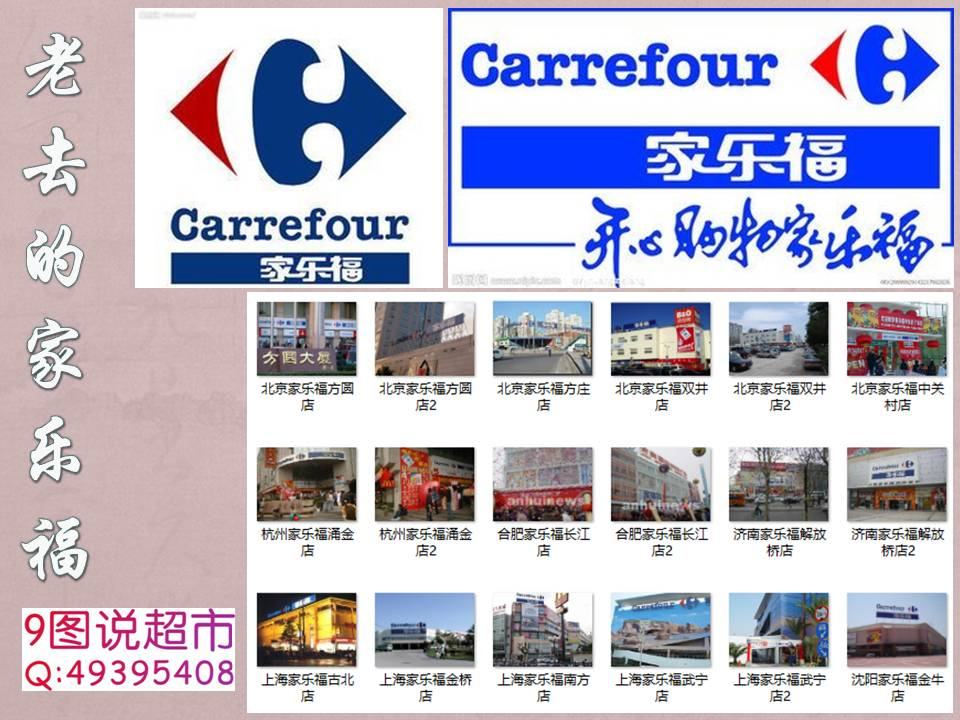 老去的家乐福
Carrefour
家乐福
Carrefour
家乐福
开心购物家乐福
方圆大厦
B&Q
北京家乐福方圆
店
北京家乐福方圆
店2
北京家乐福方庄
店
北京家乐福双井
店
北京家乐福双井
店2
北京家乐福中关
村店
anhuinews
anhuinews
杭州家乐福涌金
店
杭州家乐福涌金
店2
合肥家乐福长江
店
合肥家乐福长江
店2
济南家乐福解放
桥店
济南家乐福解放
桥店2
上海家乐福古北
店
上海家乐福金桥
店
上海家乐福南方
店
上海家乐福武宁
店
上海家乐福武宁
店2
沈阳家乐福金牛
店
9图说超市
Q:49395408